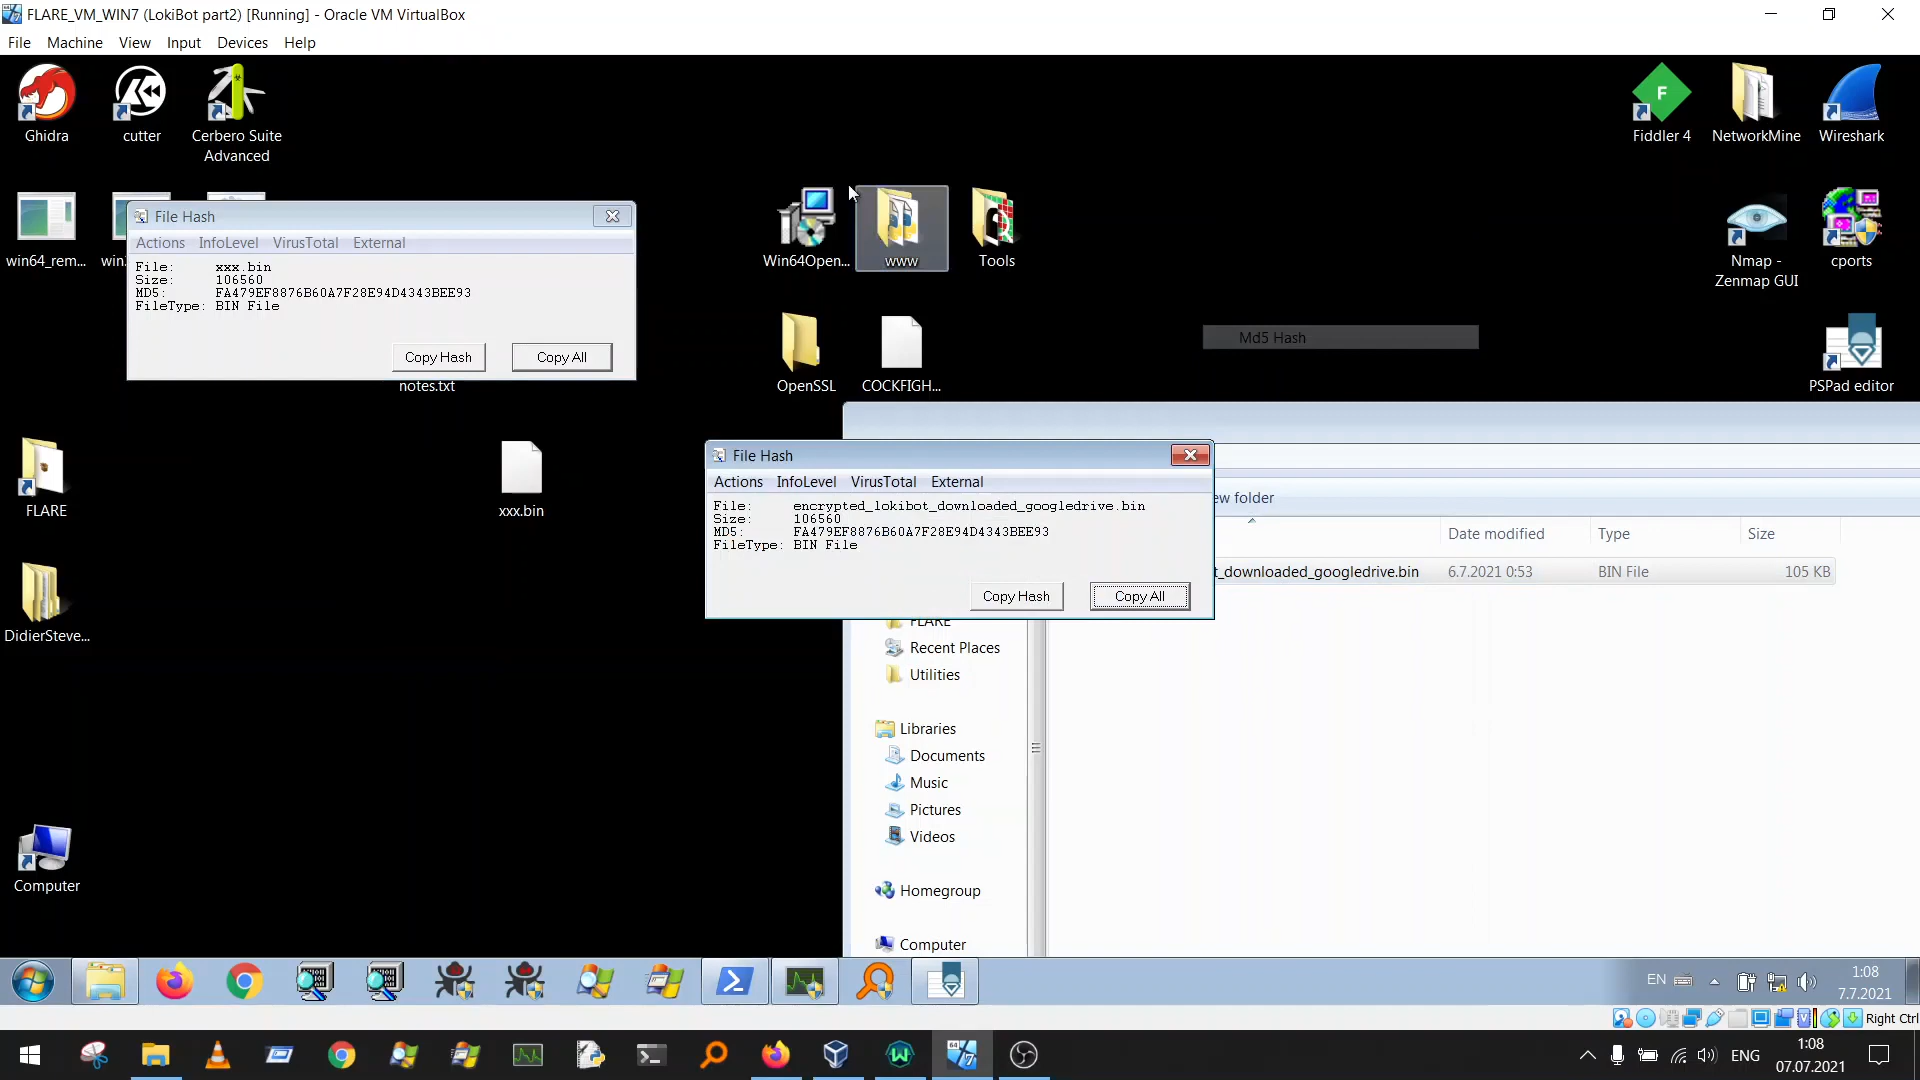 FLARE_VM_WIN7 (LokiBot part2) [Running] - Oracle VM VirtualBox
File Machine View Input Devices Help
Ghidra
cutter
Cerbero Suite
Advanced
Fiddler 4
NetworkMine
Wireshark
win64_rem...
File Hash
Actions InfoLevel VirusTotal External
File: xxx.bin
Size: 106560
MD5: FA479EF8876B60A7F28E94D4343BEE93
FileType: BIN File
Copy Hash
Copy All
notes.txt
Win64Open...
www
Tools
Nmap -
Zenmap GUI
cports
OpenSSL
COCKFIGH...
Md5 Hash
PSPad editor
FLARE
xxx.bin
File Hash
Actions InfoLevel VirusTotal External
File: encrypted_lokibot_downloaded_googledrive.bin
Size: 106560
MD5: FA479EF8876B60A7F28E94D4343BEE93
FileType: BIN File
Copy Hash
Copy All
ew folder
Date modified Type Size
t_downloaded_googledrive.bin 6.7.2021 0:53 BIN File 105 KB
DidierSteve...
FLARE
Recent Places
Utilities
Libraries
Documents
Music
Pictures
Videos
Homegroup
Computer
Computer
EN
1:08
7.7.2021
Right Ctrl
ENG
1:08
07.07.2021